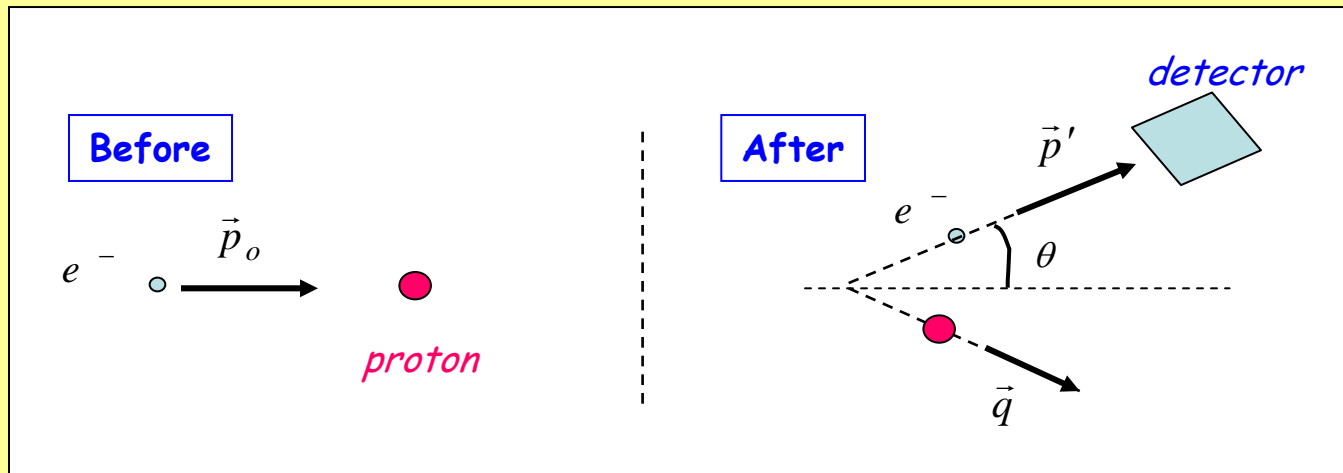 Before
e⁻
p⃗ₒ
proton
After
detector
p⃗′
e⁻
θ
q⃗